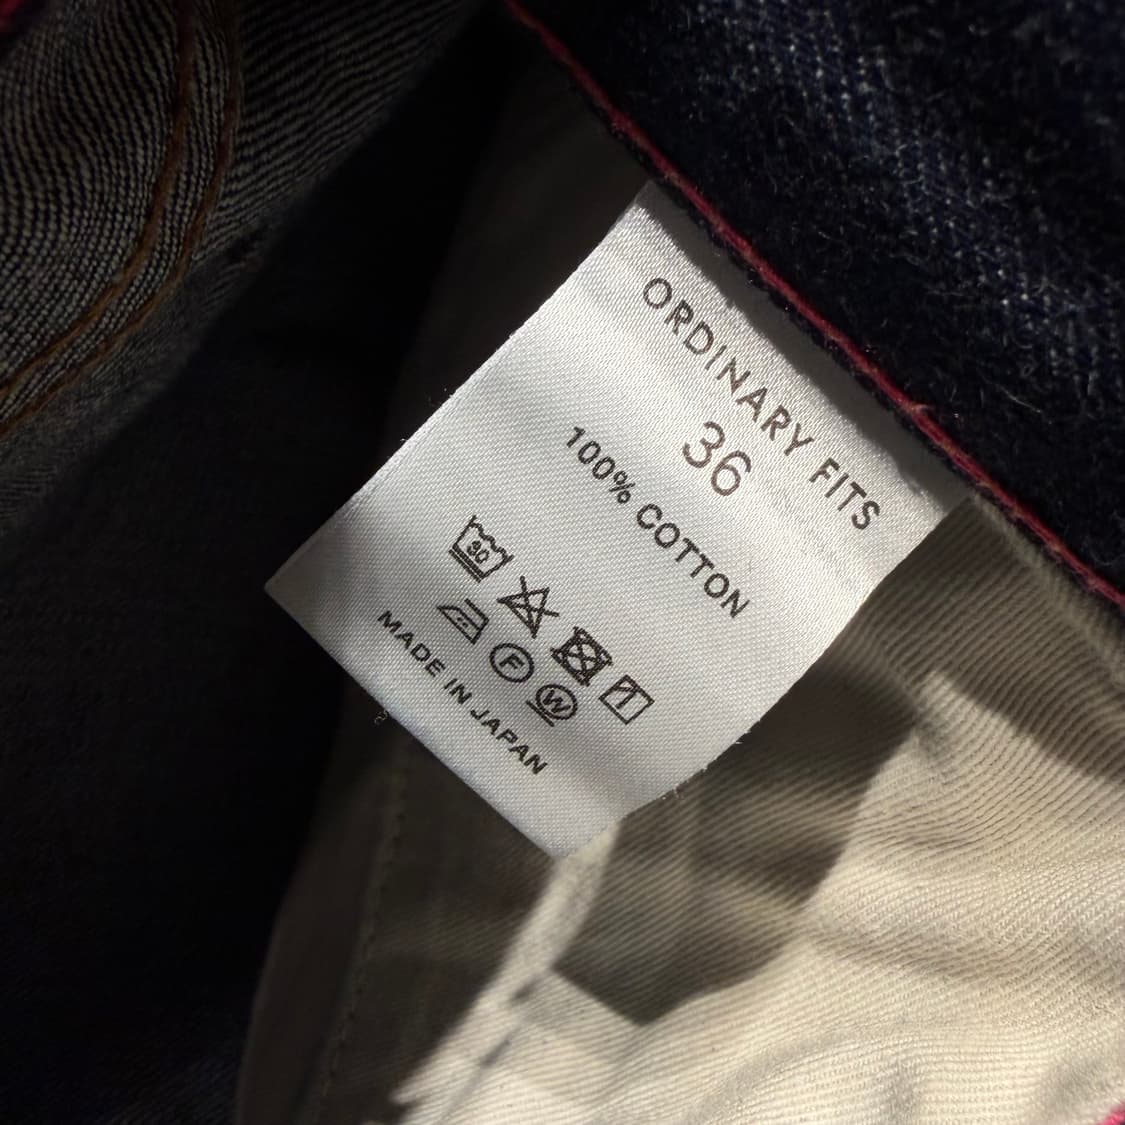 ORDINARY FITS
36
100% COTTON
30
F W
MADE IN JAPAN